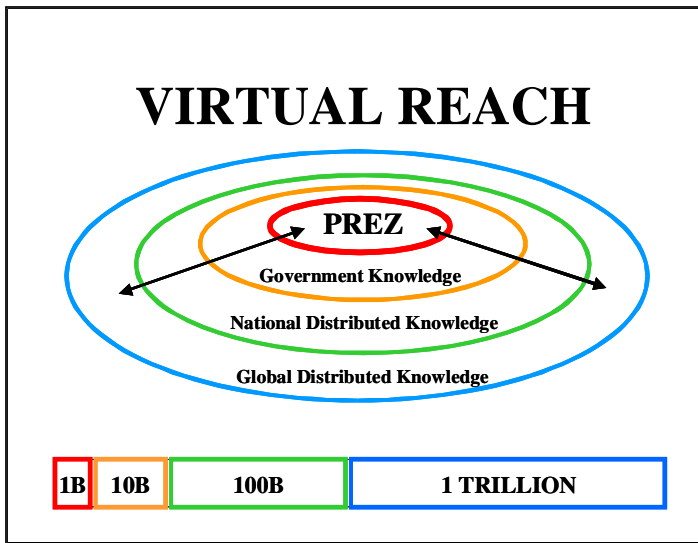 VIRTUAL REACH
PREZ
Government Knowledge
National Distributed Knowledge
Global Distributed Knowledge
1B 10B 100B 1 TRILLION